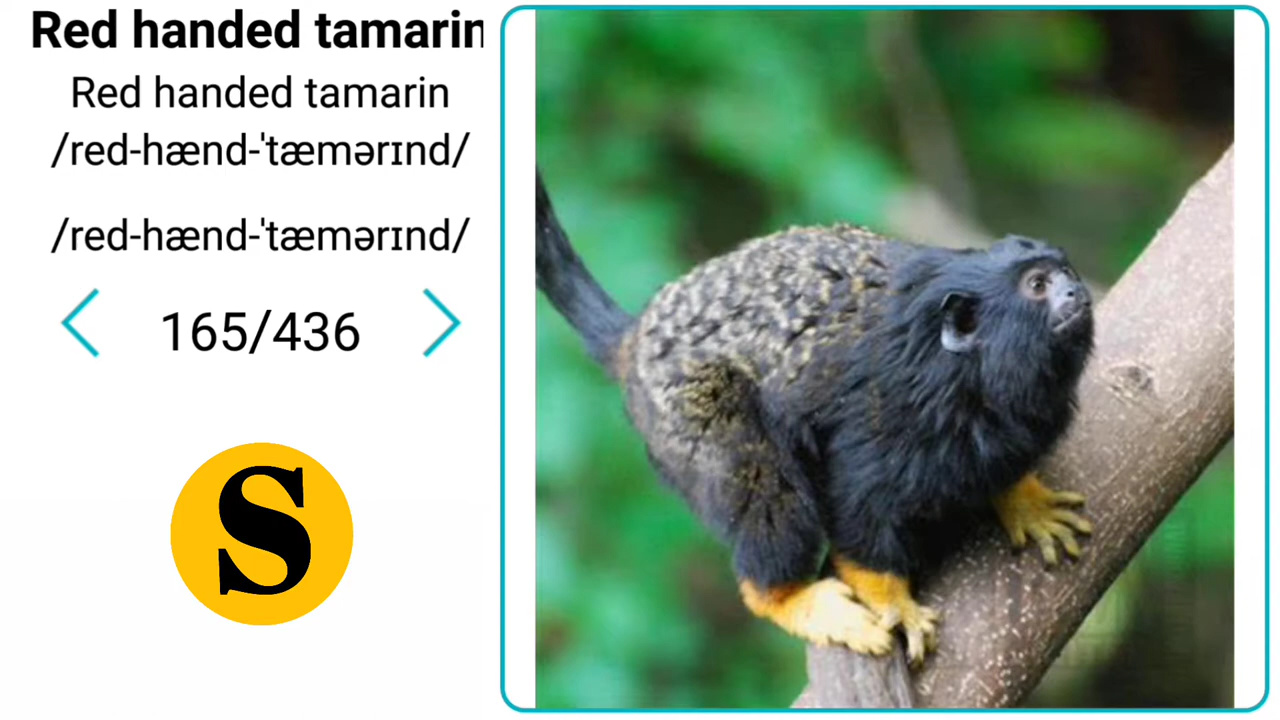 Red handed tamarin
Red handed tamarin
/red-hænd-ˈtæmərɪnd/
/red-hænd-ˈtæmərɪnd/
165/436
S